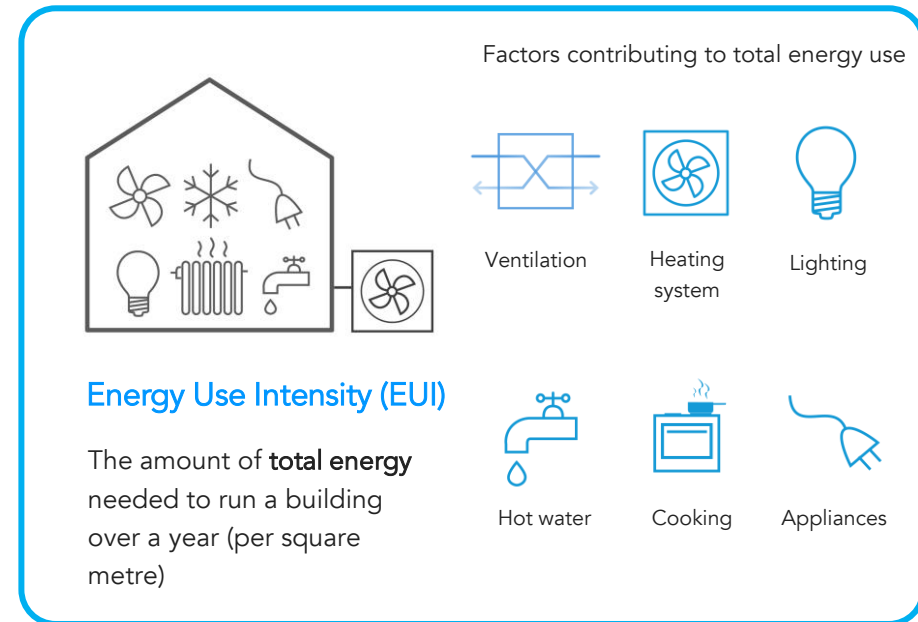 Factors contributing to total energy use
Ventilation
Heating
system
Lighting
Energy Use Intensity (EUI)
The amount of total energy
needed to run a building
over a year (per square
metre)
Hot water
Cooking
Appliances